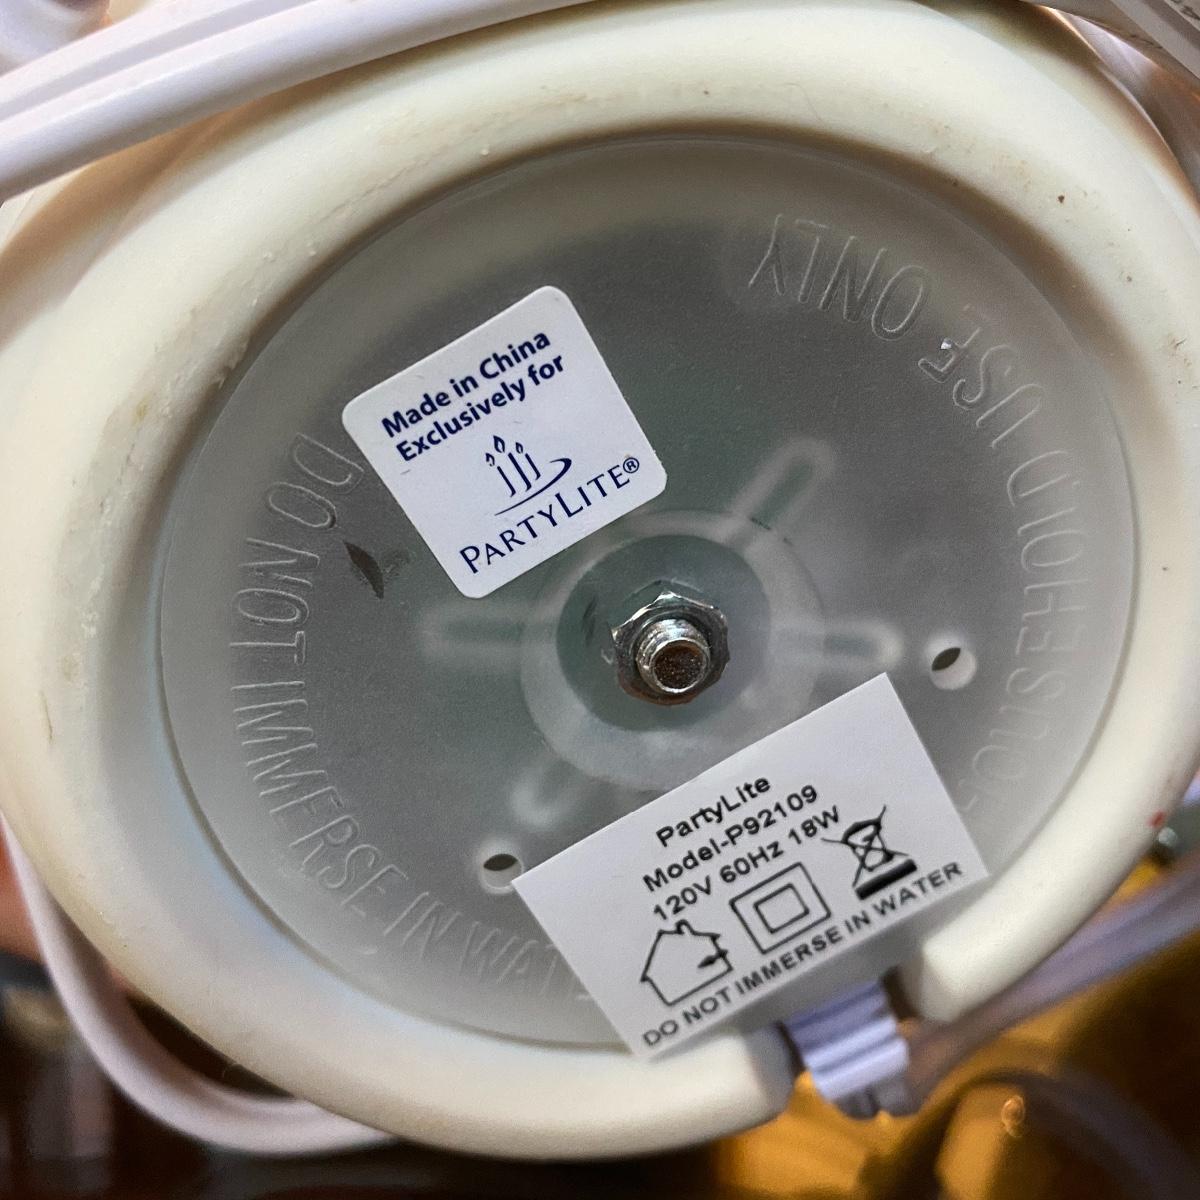 Made in China
Exclusively for
PARTYLITE®
PartyLite
Model-P92109
120V 60Hz 18W
DO NOT IMMERSE IN WATER
DO NOT IMMERSE IN WATE
HOUSEHOLD USE ONLY